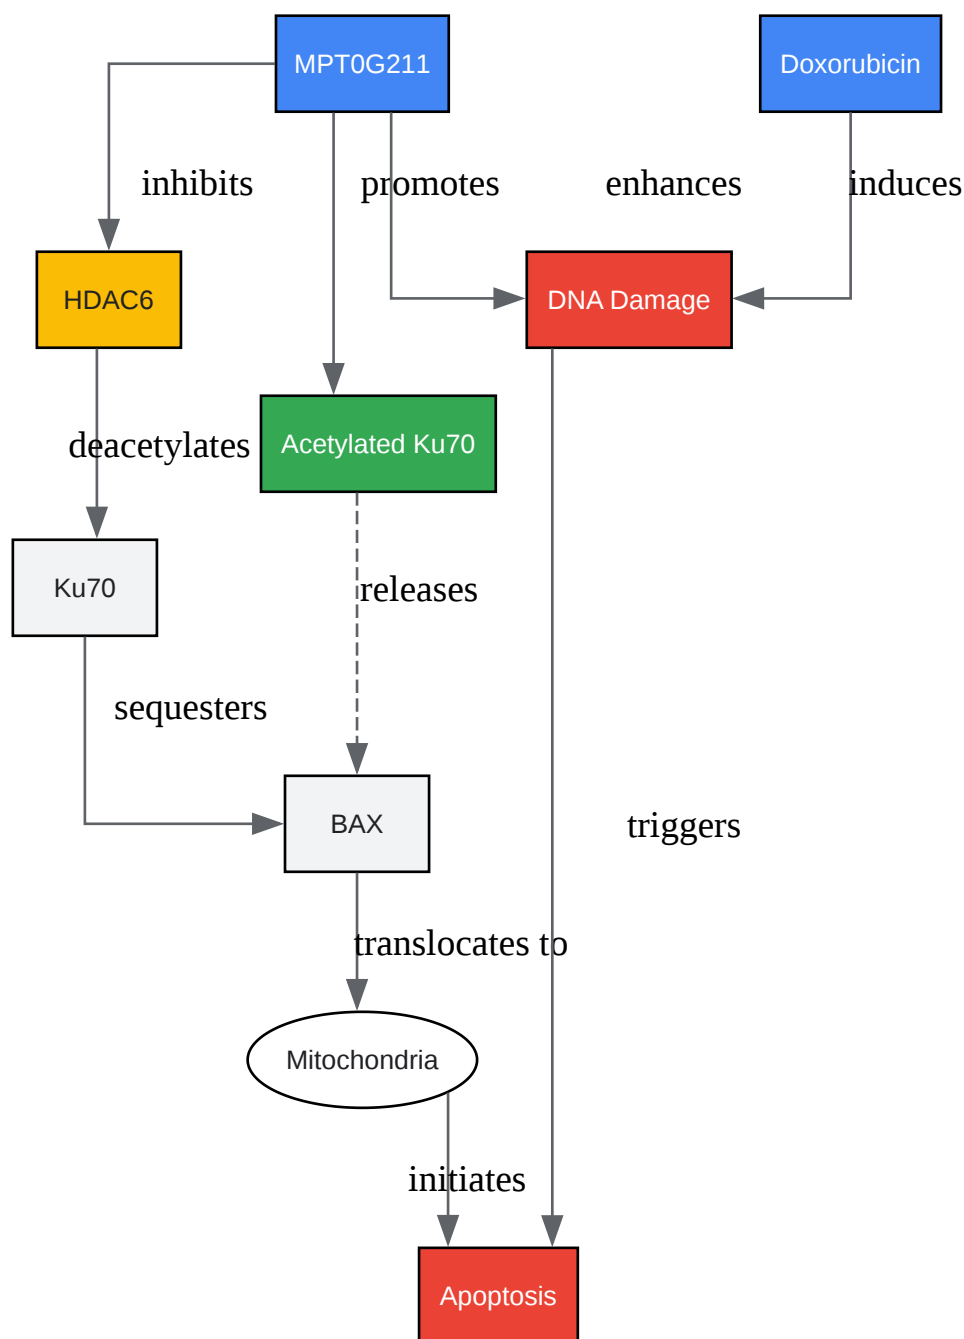 MPT0G211
Doxorubicin
inhibits
promotes
enhances
induces
HDAC6
DNA Damage
deacetylates
Acetylated Ku70
Ku70
releases
sequesters
BAX
triggers
translocates to
Mitochondria
initiates
Apoptosis